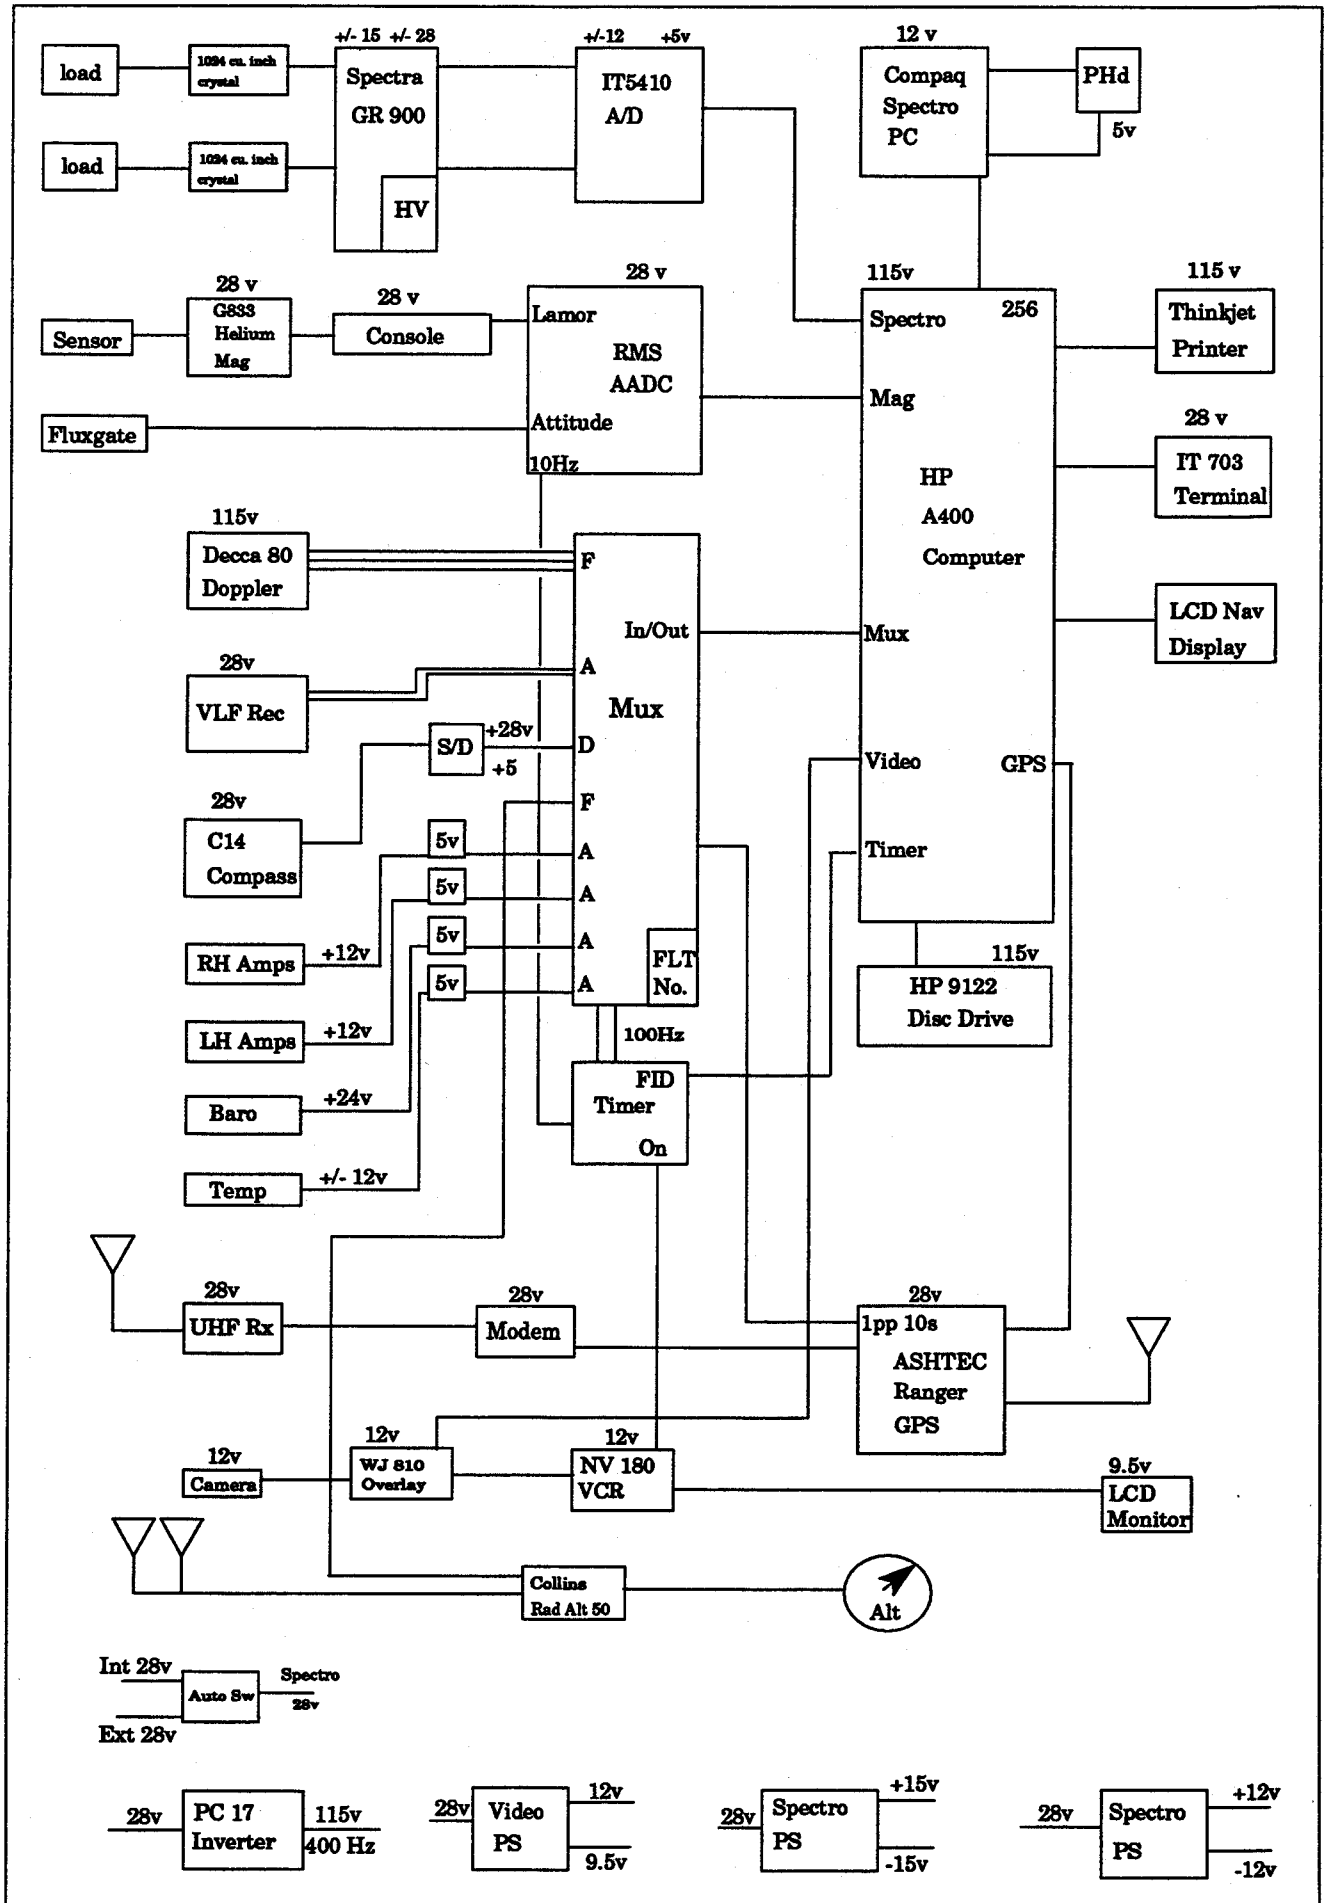 +/- 15 +/- 28
+/-12 +5v
12 v
load
1024 cu. inch
crystal
Spectra
GR 900
HV
IT5410
A/D
Compaq
Spectro
PC
PHd
5v
load
1024 cu. inch
crystal
28 v
G833
Helium
Mag
Sensor
28 v
Console
28 v
Lamor
RMS
AADC
Attitude
10Hz
Fluxgate
115v
Spectro
256
Mag
HP
A400
Computer
Mux
Video
GPS
Timer
115 v
Thinkjet
Printer
28 v
IT 703
Terminal
LCD Nav
Display
115v
Decca 80
Doppler
28v
VLF Rec
S/D
+28v
+5
28v
C14
Compass
F
In/Out
A
Mux
D
F
A
A
A
A
FLT
No.
5v
5v
5v
5v
RH Amps
+12v
LH Amps
+12v
Baro
+24v
Temp
+/- 12v
100Hz
FID
Timer
On
115v
HP 9122
Disc Drive
28v
UHF Rx
28v
Modem
28v
1pp 10s
ASHTEC
Ranger
GPS
12v
Camera
12v
WJ 810
Overlay
12v
NV 180
VCR
9.5v
LCD
Monitor
Collins
Rad Alt 50
Alt
Int 28v
Ext 28v
Auto Sw
Spectro
28v
28v
PC 17
Inverter
115v
400 Hz
28v
Video
PS
12v
9.5v
28v
Spectro
PS
+15v
-15v
28v
Spectro
PS
+12v
-12v